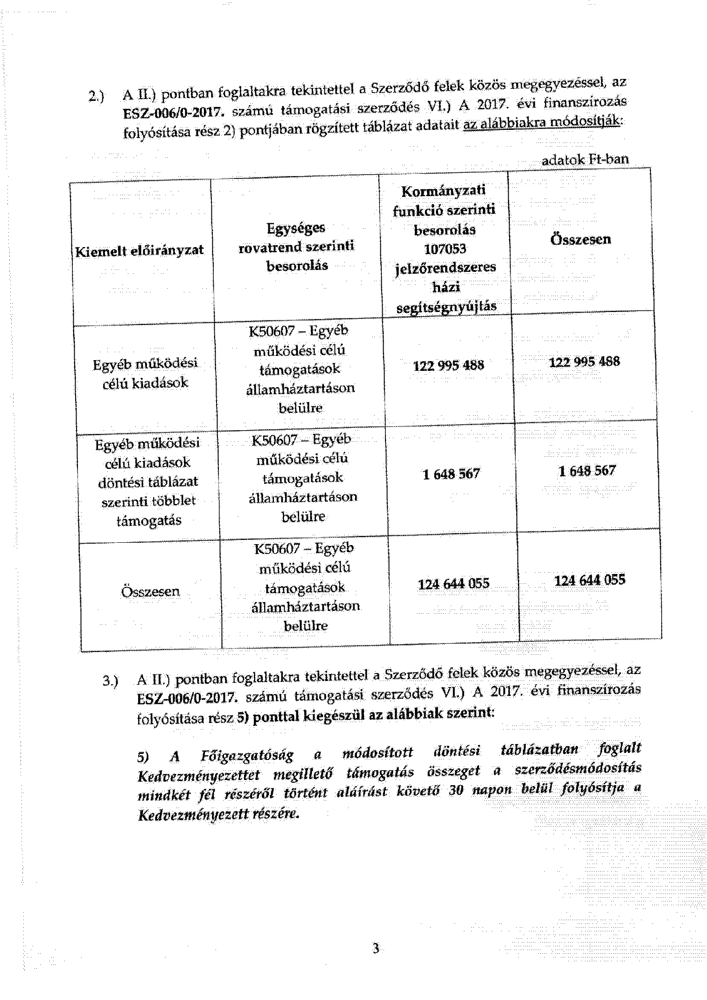 2.) A II.) pontban foglaltakra tekintettel a Szerződő felek közös megegyezéssel, az
ESZ-006/0-2017. számú támogatási szerződés VI.) A 2017. évi finanszírozás
folyósítása rész 2) pontjában rögzített táblázat adatait az alábbiakra módosítják:
adatok Ft-ban
Kiemelt előirányzat
Egységes
rovatrend szerinti
besorolás
Kormányzati
funkció szerinti
besorolás
107053
jelzőrendszeres
házi
segítségnyújtás
Összesen
Egyéb működési
célú kiadások
K50607 – Egyéb
működési célú
támogatások
államháztartáson
belülre
122 995 488
122 995 488
Egyéb működési
célú kiadások
döntési táblázat
szerinti többlet
támogatás
K50607 – Egyéb
működési célú
támogatások
államháztartáson
belülre
1 648 567
1 648 567
Összesen
K50607 – Egyéb
működési célú
támogatások
államháztartáson
belülre
124 644 055
124 644 055
3.) A II.) pontban foglaltakra tekintettel a Szerződő felek közös megegyezéssel, az
ESZ-006/0-2017. számú támogatási szerződés VI.) A 2017. évi finanszírozás
folyósítása rész 5) ponttal kiegészül az alábbiak szerint:
5) A Főigazgatóság a módosított döntési táblázatban foglalt
Kedvezményezettet megillető támogatás összeget a szerződésmódosítás
mindkét fél részéről történt aláírást követő 30 napon belül folyósítja a
Kedvezményezett részére.
3